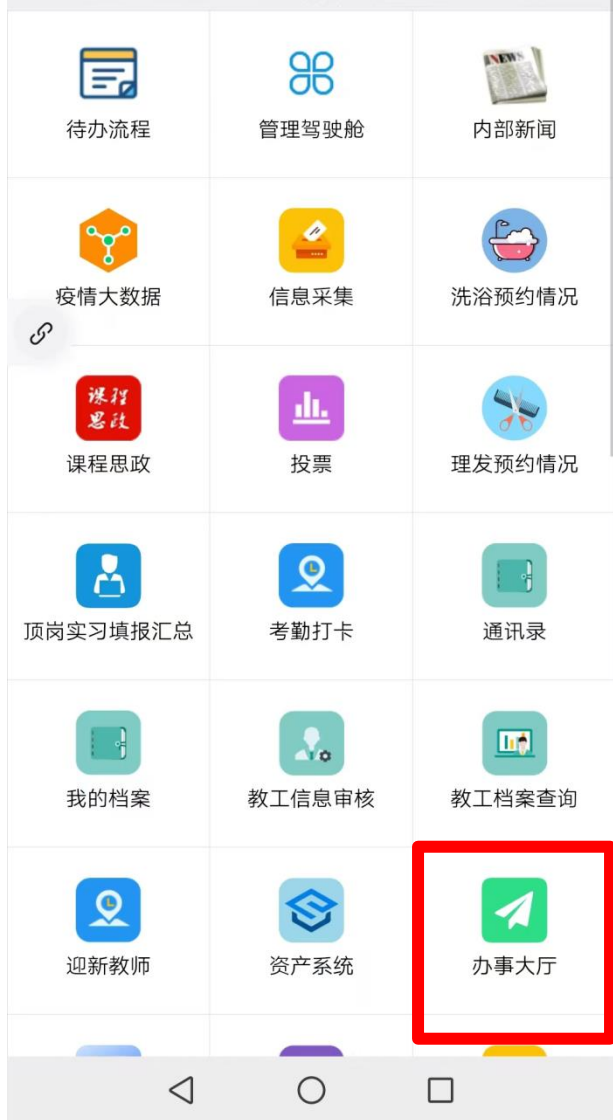 NEWS
待办流程
管理驾驶舱
内部新闻
疫情大数据
信息采集
洗浴预约情况
课程
思政
课程思政
投票
理发预约情况
顶岗实习填报汇总
考勤打卡
通讯录
我的档案
教工信息审核
教工档案查询
迎新教师
资产系统
办事大厅